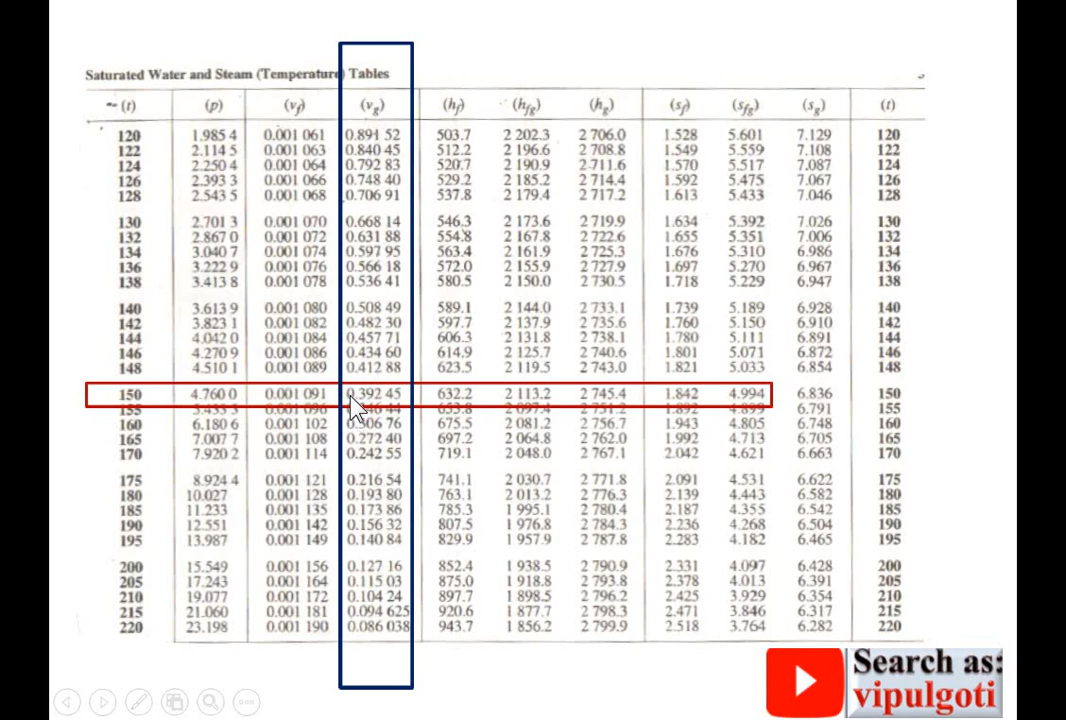 Saturated Water and Steam (Temperature) Tables
(t) (p) (vf) (vg) (hf) (hfg) (hg) (sf) (sfg) (sg) (t)
120 1.985 4 0.001 061 0.891 52 503.7 2 202.3 2 706.0 1.528 5.601 7.129 120
122 2.114 5 0.001 063 0.840 45 512.2 2 196.6 2 708.8 1.549 5.559 7.108 122
124 2.250 4 0.001 064 0.792 83 520.7 2 190.9 2 711.6 1.570 5.517 7.087 124
126 2.393 3 0.001 066 0.748 40 529.2 2 185.2 2 714.4 1.592 5.475 7.067 126
128 2.543 5 0.001 068 0.706 91 537.8 2 179.4 2 717.2 1.613 5.433 7.046 128
130 2.701 3 0.001 070 0.668 14 546.3 2 173.6 2 719.9 1.634 5.392 7.026 130
132 2.867 0 0.001 072 0.631 88 554.8 2 167.8 2 722.6 1.655 5.351 7.006 132
134 3.040 7 0.001 074 0.597 95 563.4 2 161.9 2 725.3 1.676 5.310 6.986 134
136 3.222 9 0.001 076 0.566 18 572.0 2 155.9 2 727.9 1.697 5.270 6.967 136
138 3.413 8 0.001 078 0.536 41 580.5 2 150.0 2 730.5 1.718 5.229 6.947 138
140 3.613 9 0.001 080 0.508 49 589.1 2 144.0 2 733.1 1.739 5.189 6.928 140
142 3.823 1 0.001 082 0.482 30 597.7 2 137.9 2 735.6 1.760 5.150 6.910 142
144 4.042 0 0.001 084 0.457 71 606.3 2 131.8 2 738.1 1.780 5.111 6.891 144
146 4.270 9 0.001 086 0.434 60 614.9 2 125.7 2 740.6 1.801 5.071 6.872 146
148 4.510 1 0.001 089 0.412 88 623.5 2 119.5 2 743.0 1.821 5.033 6.854 148
150 4.760 0 0.001 091 0.392 45 632.2 2 113.2 2 745.4 1.842 4.994 6.836 150
155 5.433 3 0.001 096 0.346 44 653.8 2 097.4 2 751.2 1.892 4.899 6.791 155
160 6.180 6 0.001 102 0.306 76 675.5 2 081.2 2 756.7 1.943 4.805 6.748 160
165 7.007 7 0.001 108 0.272 40 697.2 2 064.8 2 762.0 1.992 4.713 6.705 165
170 7.920 2 0.001 114 0.242 55 719.1 2 048.0 2 767.1 2.042 4.621 6.663 170
175 8.924 4 0.001 121 0.216 54 741.1 2 030.7 2 771.8 2.091 4.531 6.622 175
180 10.027 0.001 128 0.193 80 763.1 2 013.2 2 776.3 2.139 4.443 6.582 180
185 11.233 0.001 135 0.173 86 785.3 1 995.1 2 780.4 2.187 4.355 6.542 185
190 12.551 0.001 142 0.156 32 807.5 1 976.8 2 784.3 2.236 4.268 6.504 190
195 13.987 0.001 149 0.140 84 829.9 1 957.9 2 787.8 2.283 4.182 6.465 195
200 15.549 0.001 156 0.127 16 852.4 1 938.5 2 790.9 2.331 4.097 6.428 200
205 17.243 0.001 164 0.115 03 875.0 1 918.8 2 793.8 2.378 4.013 6.391 205
210 19.077 0.001 172 0.104 24 897.7 1 898.5 2 796.2 2.425 3.929 6.354 210
215 21.060 0.001 181 0.094 625 920.6 1 877.7 2 798.3 2.471 3.846 6.317 215
220 23.198 0.001 190 0.086 038 943.7 1 856.2 2 799.9 2.518 3.764 6.282 220
Search as:
vipulgoti